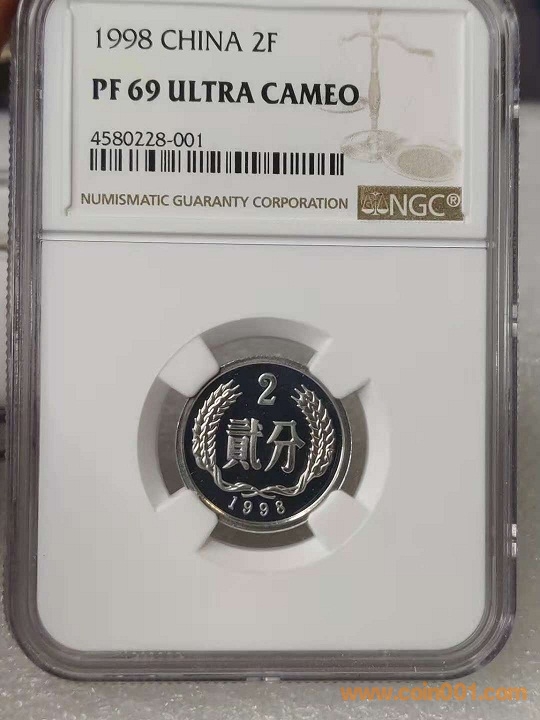 1998 CHINA 2F
PF 69 ULTRA CAMEO
4580228-001
NUMISMATIC GUARANTY CORPORATION
NGC®
2
貳分
1998
www.coin001.com